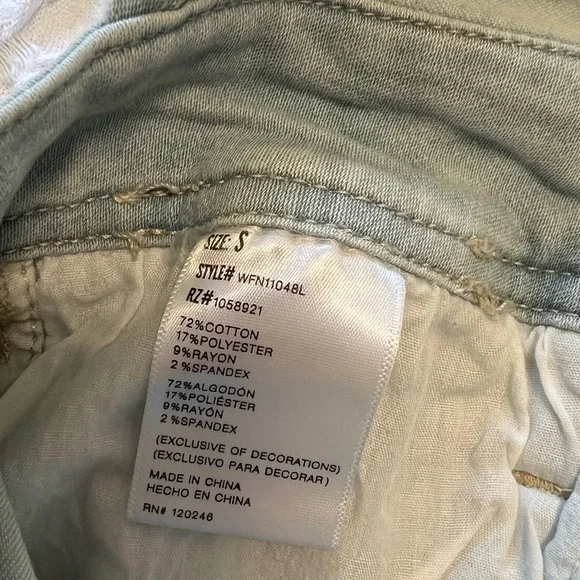 SIZE: S
STYLE# WFN11048L
RZ#1058921
72%COTTON
17%POLYESTER
9%RAYON
2%SPANDEX
72%ALGODÓN
17%POLIÉSTER
9%RAYÓN
2%SPANDEX
(EXCLUSIVE OF DECORATIONS)
(EXCLUSIVO PARA DECORAR)
MADE IN CHINA
HECHO EN CHINA
RN# 120246